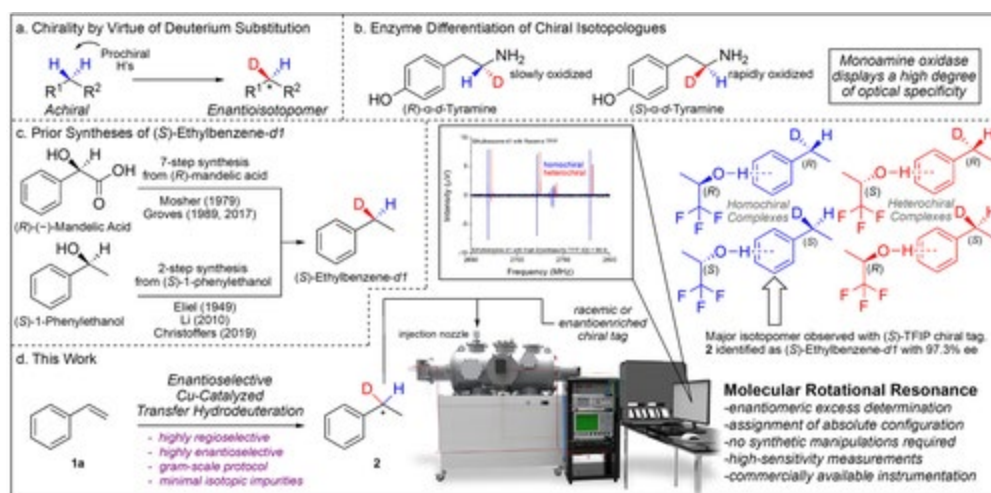 a. Chirality by Virtue of Deuterium Substitution
Prochiral
H's
H H
R1 R2
Achiral
D H
R1 * R2
Enantioisotopomer
b. Enzyme Differentiation of Chiral Isotopologues
NH2
H D
HO
slowly oxidized
(R)-α-d-Tyramine
NH2
D H
HO
rapidly oxidized
(S)-α-d-Tyramine
Monoamine oxidase
displays a high degree
of optical specificity
c. Prior Syntheses of (S)-Ethylbenzene-d1
HO H
OH
O
(R)-(−)-Mandelic Acid
7-step synthesis
from (R)-mandelic acid
Mosher (1979)
Groves (1989, 2017)
HO H
(S)-1-Phenylethanol
2-step synthesis
from (S)-1-phenylethanol
Eliel (1949)
Li (2010)
Christoffers (2019)
D H
(S)-Ethylbenzene-d1
Intensity (μV)
homochiral
heterochiral
Frequency (MHz)
D H
(R)
O H
(R)
F F
F
Homochiral
Complexes
D H
(S)
O H
(S)
F F
F
D H
(R)
O H
(S)
F F
F
Heterochiral
Complexes
D H
(S)
O H
(R)
F F
F
Major isotopomer observed with (S)-TFIP chiral tag.
2 identified as (S)-Ethylbenzene-d1 with 97.3% ee
d. This Work
1a
Enantioselective
Cu-Catalyzed
Transfer Hydrodeuteration
- highly regioselective
- highly enantioselective
- gram-scale protocol
- minimal isotopic impurities
D H
*
2
injection nozzle
racemic or
enantioenriched
chiral tag
Molecular Rotational Resonance
-enantiomeric excess determination
-assignment of absolute configuration
-no synthetic manipulations required
-high-sensitivity measurements
-commercially available instrumentation